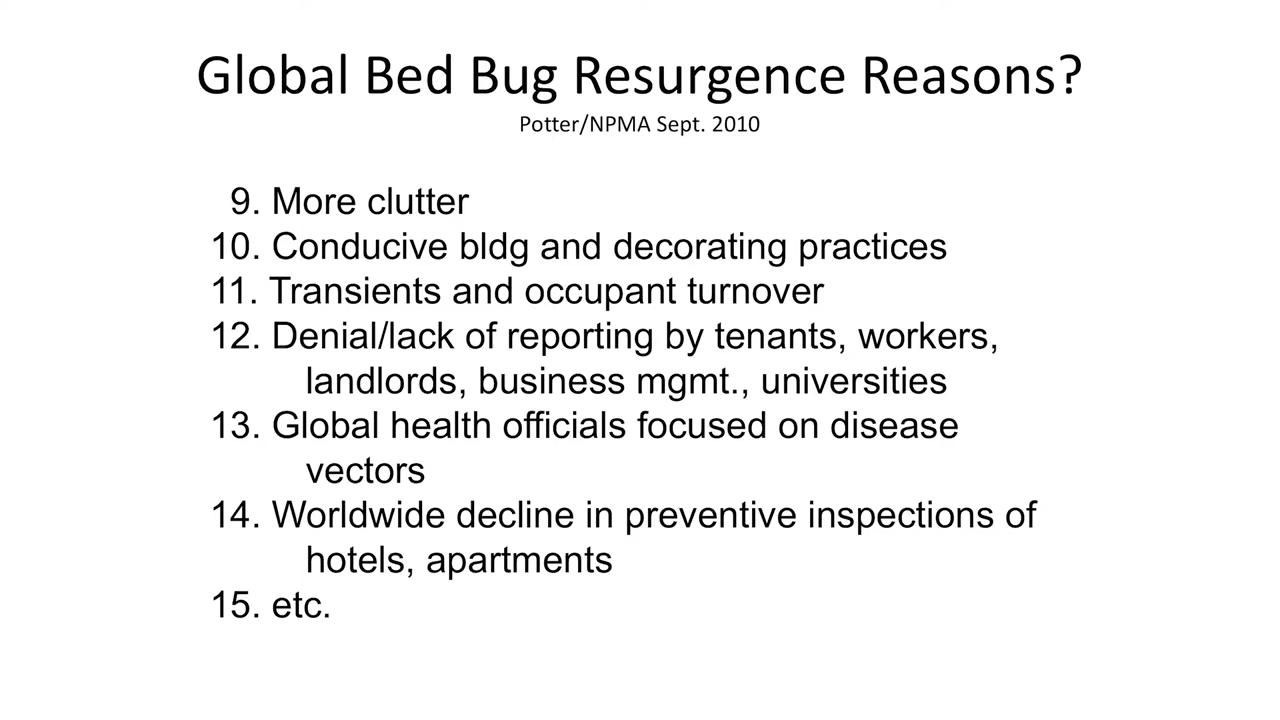 Global Bed Bug Resurgence Reasons?
Potter/NPMA Sept. 2010
9. More clutter
10. Conducive bldg and decorating practices
11. Transients and occupant turnover
12. Denial/lack of reporting by tenants, workers,
landlords, business mgmt., universities
13. Global health officials focused on disease
vectors
14. Worldwide decline in preventive inspections of
hotels, apartments
15. etc.